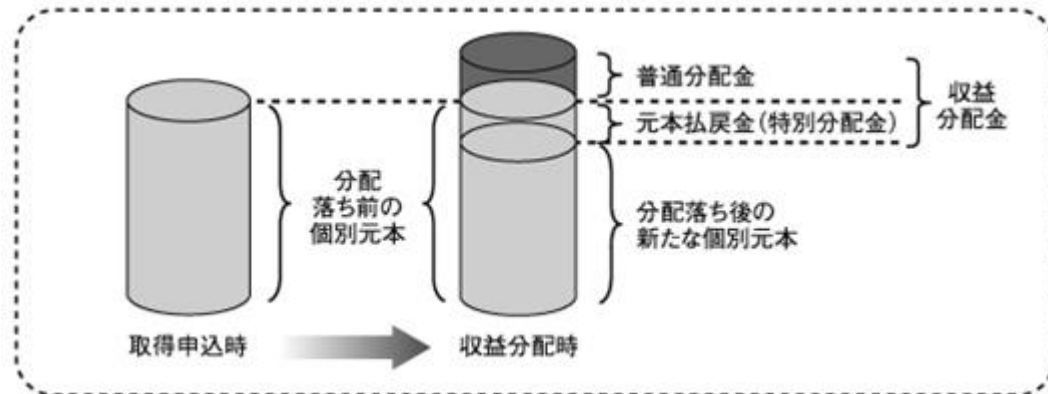 普通分配金
収益
分配金
元本払戻金(特別分配金)
分配
落ち前の
個別元本
分配落ち後の
新たな個別元本
取得申込時
収益分配時